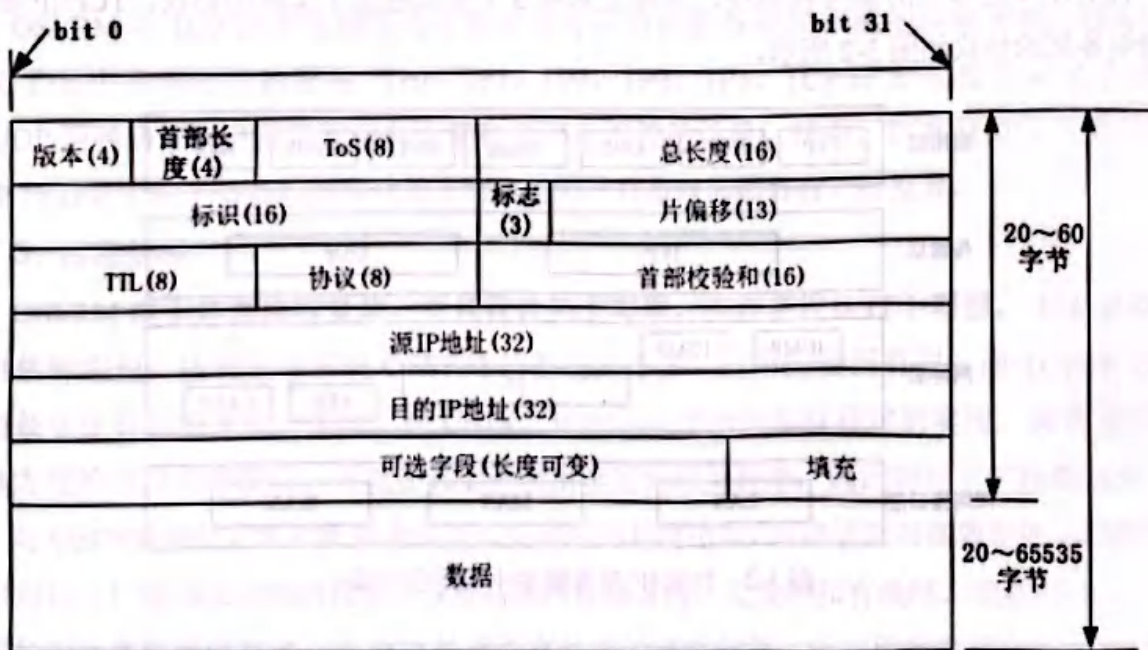 bit 0
bit 31
版本(4)
首部长
度(4)
ToS(8)
总长度(16)
标识(16)
标志
(3)
片偏移(13)
TTL(8)
协议(8)
首部校验和(16)
20～60
字节
源IP地址(32)
目的IP地址(32)
可选字段(长度可变)
填充
数据
20～65535
字节